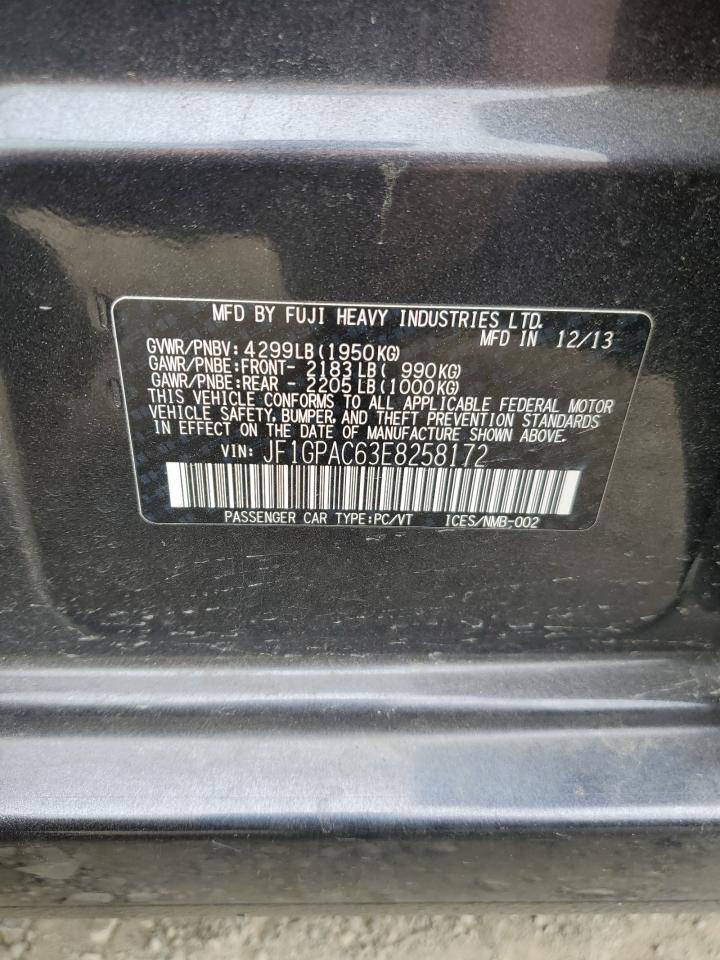 MFD BY FUJI HEAVY INDUSTRIES LTD.
MFD IN 12/13
GVWR/PNBV: 4299LB(1950KG)
GAWR/PNBE:FRONT- 2183LB( 990KG)
GAWR/PNBE:REAR - 2205LB(1000KG)
THIS VEHICLE CONFORMS TO ALL APPLICABLE FEDERAL MOTOR
VEHICLE SAFETY, BUMPER, AND THEFT PREVENTION STANDARDS
IN EFFECT ON THE DATE OF MANUFACTURE SHOWN ABOVE.
VIN: JF1GPAC63E8258172
PASSENGER CAR TYPE:PC/VT ICES/NMB-002